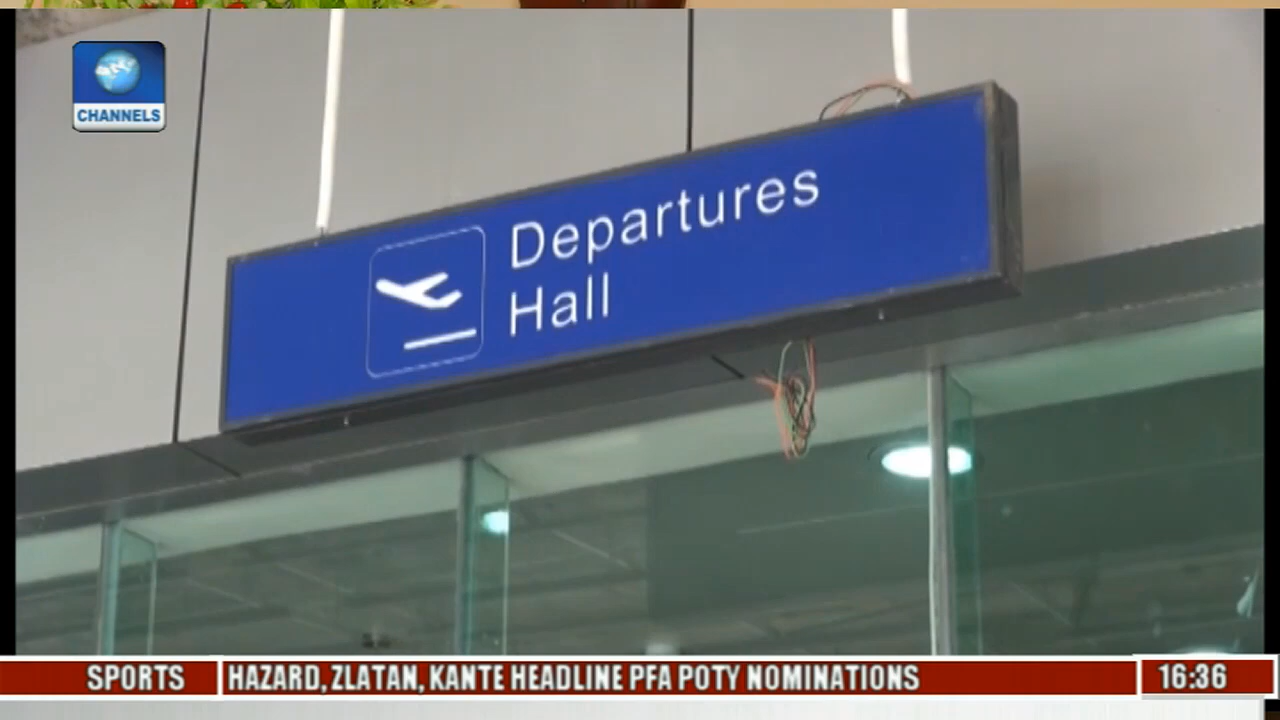 CHANNELS
Departures
Hall
SPORTS
HAZARD, ZLATAN, KANTE HEADLINE PFA POTY NOMINATIONS
16:36